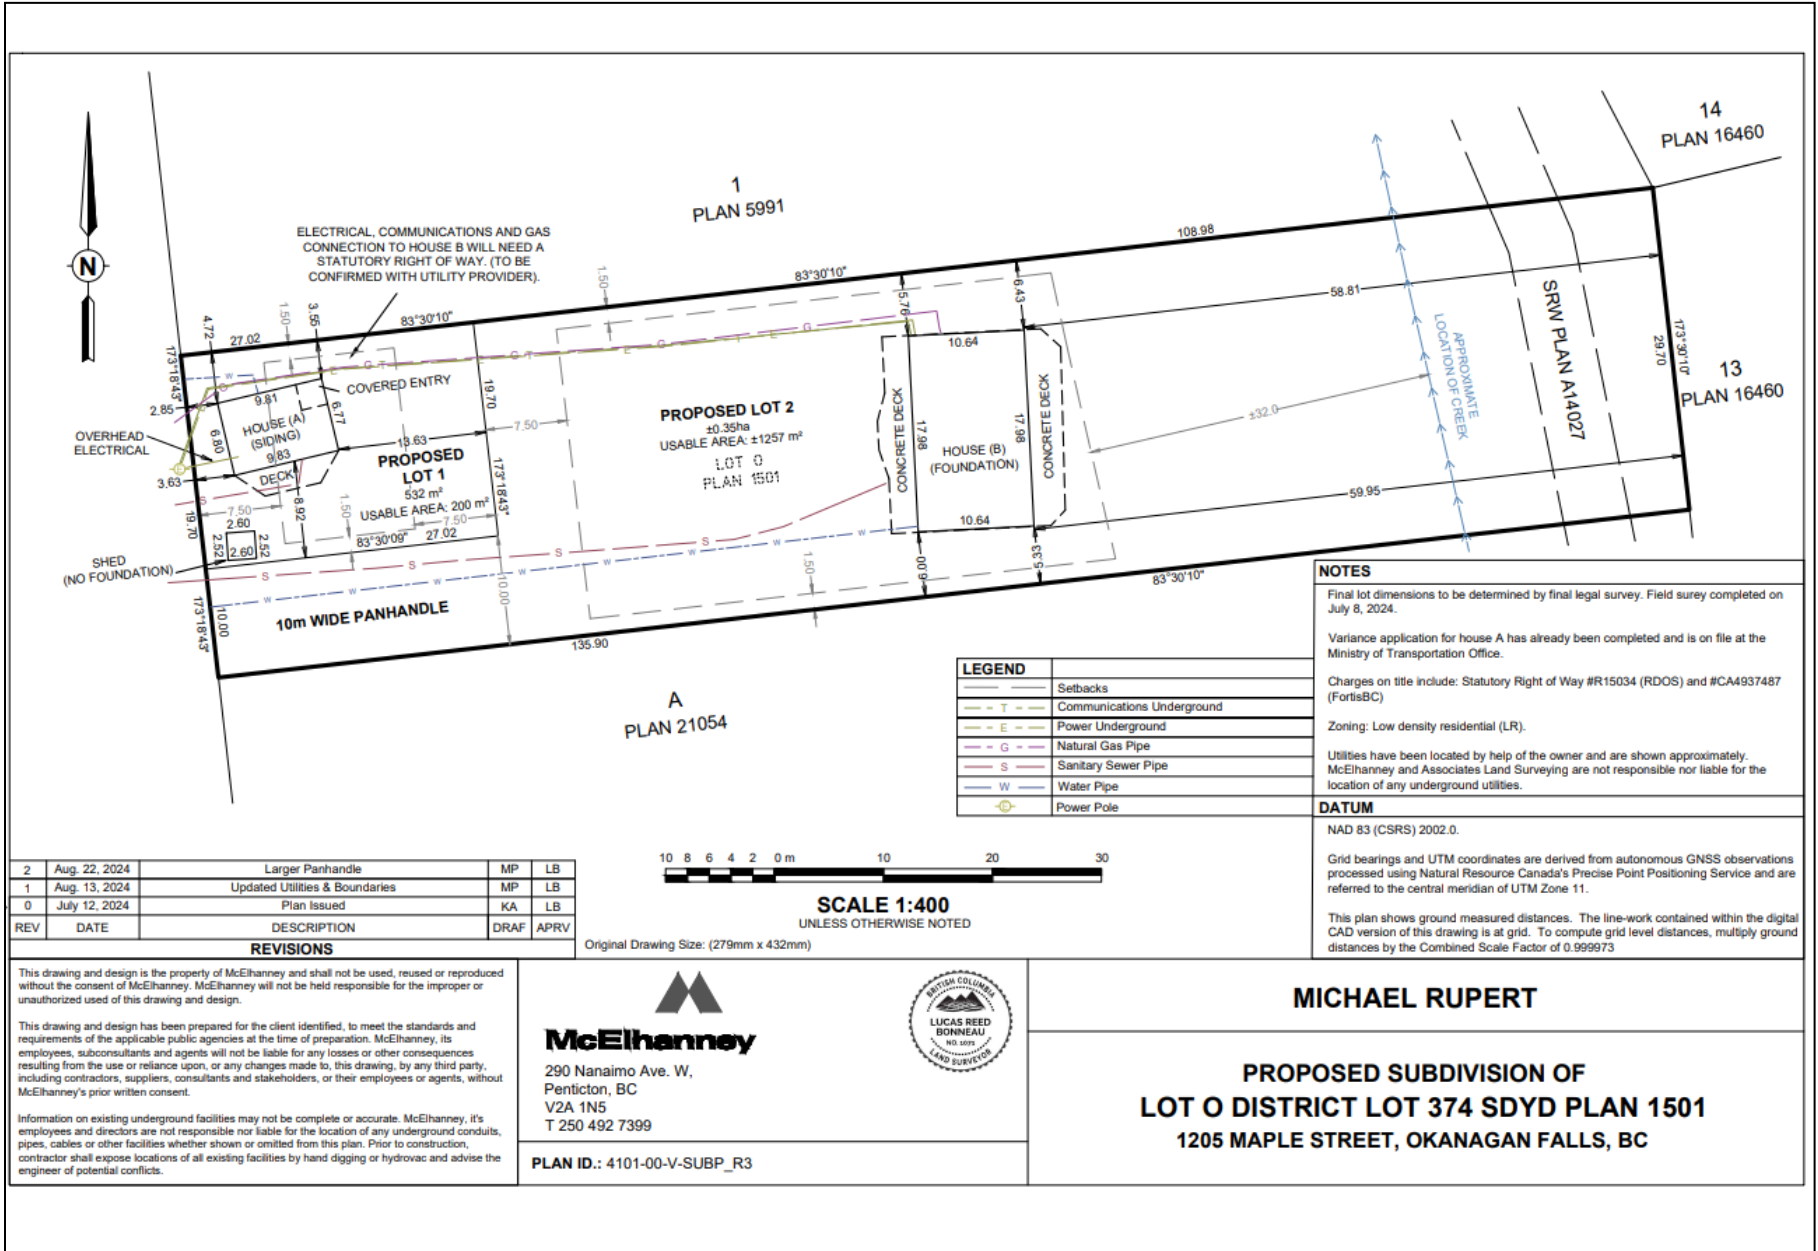 14
PLAN 16460
1
PLAN 5991
ELECTRICAL, COMMUNICATIONS AND GAS
CONNECTION TO HOUSE B WILL NEED A
STATUTORY RIGHT OF WAY. (TO BE
CONFIRMED WITH UTILITY PROVIDER).
N
108.98
83°30'10"
58.81
1.50
1.50
3.55
4.72
27.02
83°30'10"
5.76
6.43
SRW PLAN A14027
APPROXIMATE
LOCATION OF CREEK
173°30'10"
29.70
13
PLAN 16460
173°18'43"
2.85
9.81
COVERED ENTRY
6.77
HOUSE (A)
(SIDING)
6.80
9.83
DECK
OVERHEAD
ELECTRICAL
3.63
13.63
19.70
7.50
PROPOSED
LOT 1
532 m²
USABLE AREA: 200 m²
PROPOSED LOT 2
±0.35ha
USABLE AREA: ±1257 m²
LOT O
PLAN 1501
10.64
CONCRETE DECK
17.98
HOUSE (B)
(FOUNDATION)
17.98
CONCRETE DECK
10.64
±32.0
59.95
173°18'43"
8.92
1.50
7.50
7.50
2.60
2.52
2.52
2.60
19.70
83°30'09"
27.02
SHED
(NO FOUNDATION)
173°18'43"
10.00
10m WIDE PANHANDLE
10.00
1.50
6.00
5.33
83°30'10"
135.90
A
PLAN 21054
G
T
E
G
T
E
G
T
E
G
S
S
S
S
W
W
W
W
W
W
W
W
E
NOTES
Final lot dimensions to be determined by final legal survey. Field surey completed on
July 8, 2024.
Variance application for house A has already been completed and is on file at the
Ministry of Transportation Office.
Charges on title include: Statutory Right of Way #R15034 (RDOS) and #CA4937487
(FortisBC)
Zoning: Low density residential (LR).
Utilities have been located by help of the owner and are shown approximately.
McElhanney and Associates Land Surveying are not responsible nor liable for the
location of any underground utilities.
DATUM
NAD 83 (CSRS) 2002.0.
Grid bearings and UTM coordinates are derived from autonomous GNSS observations
processed using Natural Resource Canada's Precise Point Positioning Service and are
referred to the central meridian of UTM Zone 11.
This plan shows ground measured distances. The line-work contained within the digital
CAD version of this drawing is at grid. To compute grid level distances, multiply ground
distances by the Combined Scale Factor of 0.999973
LEGEND
Setbacks
T Communications Underground
E Power Underground
G Natural Gas Pipe
S Sanitary Sewer Pipe
W Water Pipe
E Power Pole
10 8 6 4 2 0 m 10 20 30
SCALE 1:400
UNLESS OTHERWISE NOTED
Original Drawing Size: (279mm x 432mm)
2 Aug. 22, 2024 Larger Panhandle MP LB
1 Aug. 13, 2024 Updated Utilities & Boundaries MP LB
0 July 12, 2024 Plan Issued KA LB
REV DATE DESCRIPTION DRAF APRV
REVISIONS
This drawing and design is the property of McElhanney and shall not be used, reused or reproduced
without the consent of McElhanney. McElhanney will not be held responsible for the improper or
unauthorized used of this drawing and design.
This drawing and design has been prepared for the client identified, to meet the standards and
requirements of the applicable public agencies at the time of preparation. McElhanney, its
employees, subconsultants and agents will not be liable for any losses or other consequences
resulting from the use or reliance upon, or any changes made to, this drawing, by any third party,
including contractors, suppliers, consultants and stakeholders, or their employees or agents, without
McElhanney's prior written consent.
Information on existing underground facilities may not be complete or accurate. McElhanney, it's
employees and directors are not responsible nor liable for the location of any underground conduits,
pipes, cables or other facilities whether shown or omitted from this plan. Prior to construction,
contractor shall expose locations of all existing facilities by hand digging or hydrovac and advise the
engineer of potential conflicts.
McElhanney
290 Nanaimo Ave. W,
Penticton, BC
V2A 1N5
T 250 492 7399
PLAN ID.: 4101-00-V-SUBP_R3
BRITISH COLUMBIA
LUCAS REED
BONNEAU
NO. 1072
LAND SURVEYOR
MICHAEL RUPERT
PROPOSED SUBDIVISION OF
LOT O DISTRICT LOT 374 SDYD PLAN 1501
1205 MAPLE STREET, OKANAGAN FALLS, BC